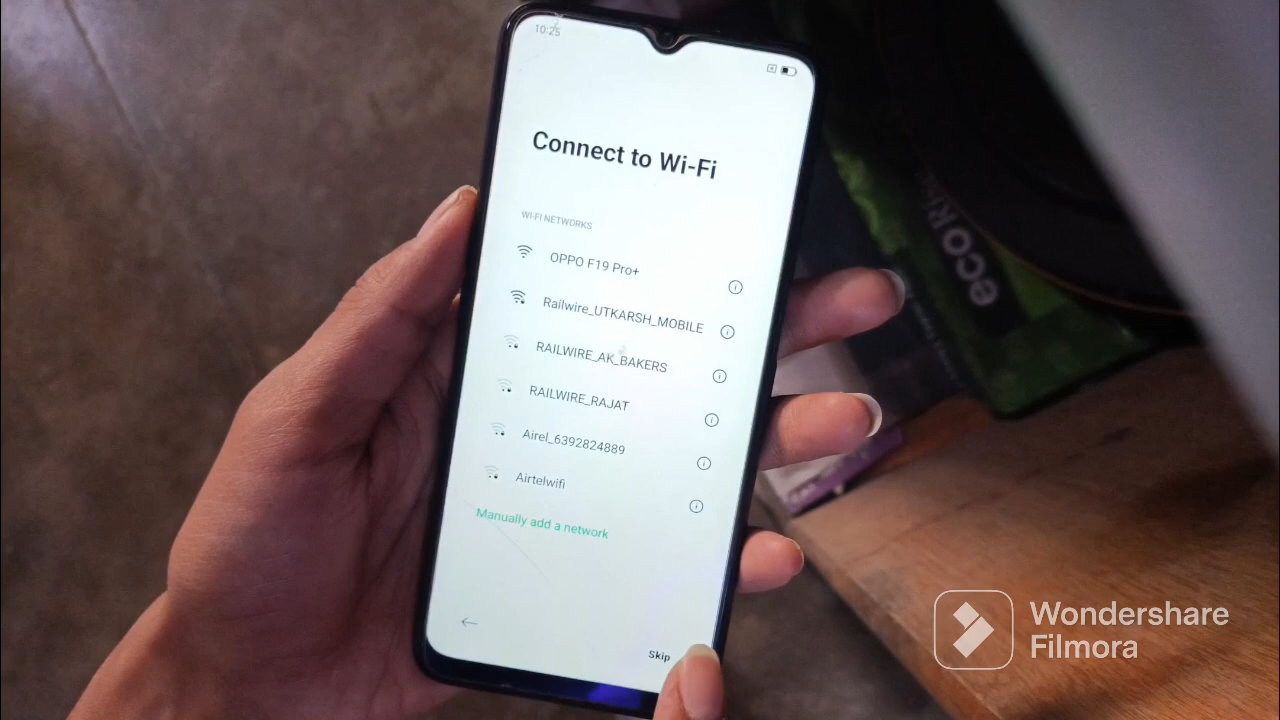 10:25
Connect to Wi-Fi
WI-FI NETWORKS
OPPO F19 Pro+
Railwire_UTKARSH_MOBILE
RAILWIRE_AK_BAKERS
RAILWIRE_RAJAT
Airel_6392824889
Airtelwifi
Manually add a network
Skip
eco
Wondershare
Filmora